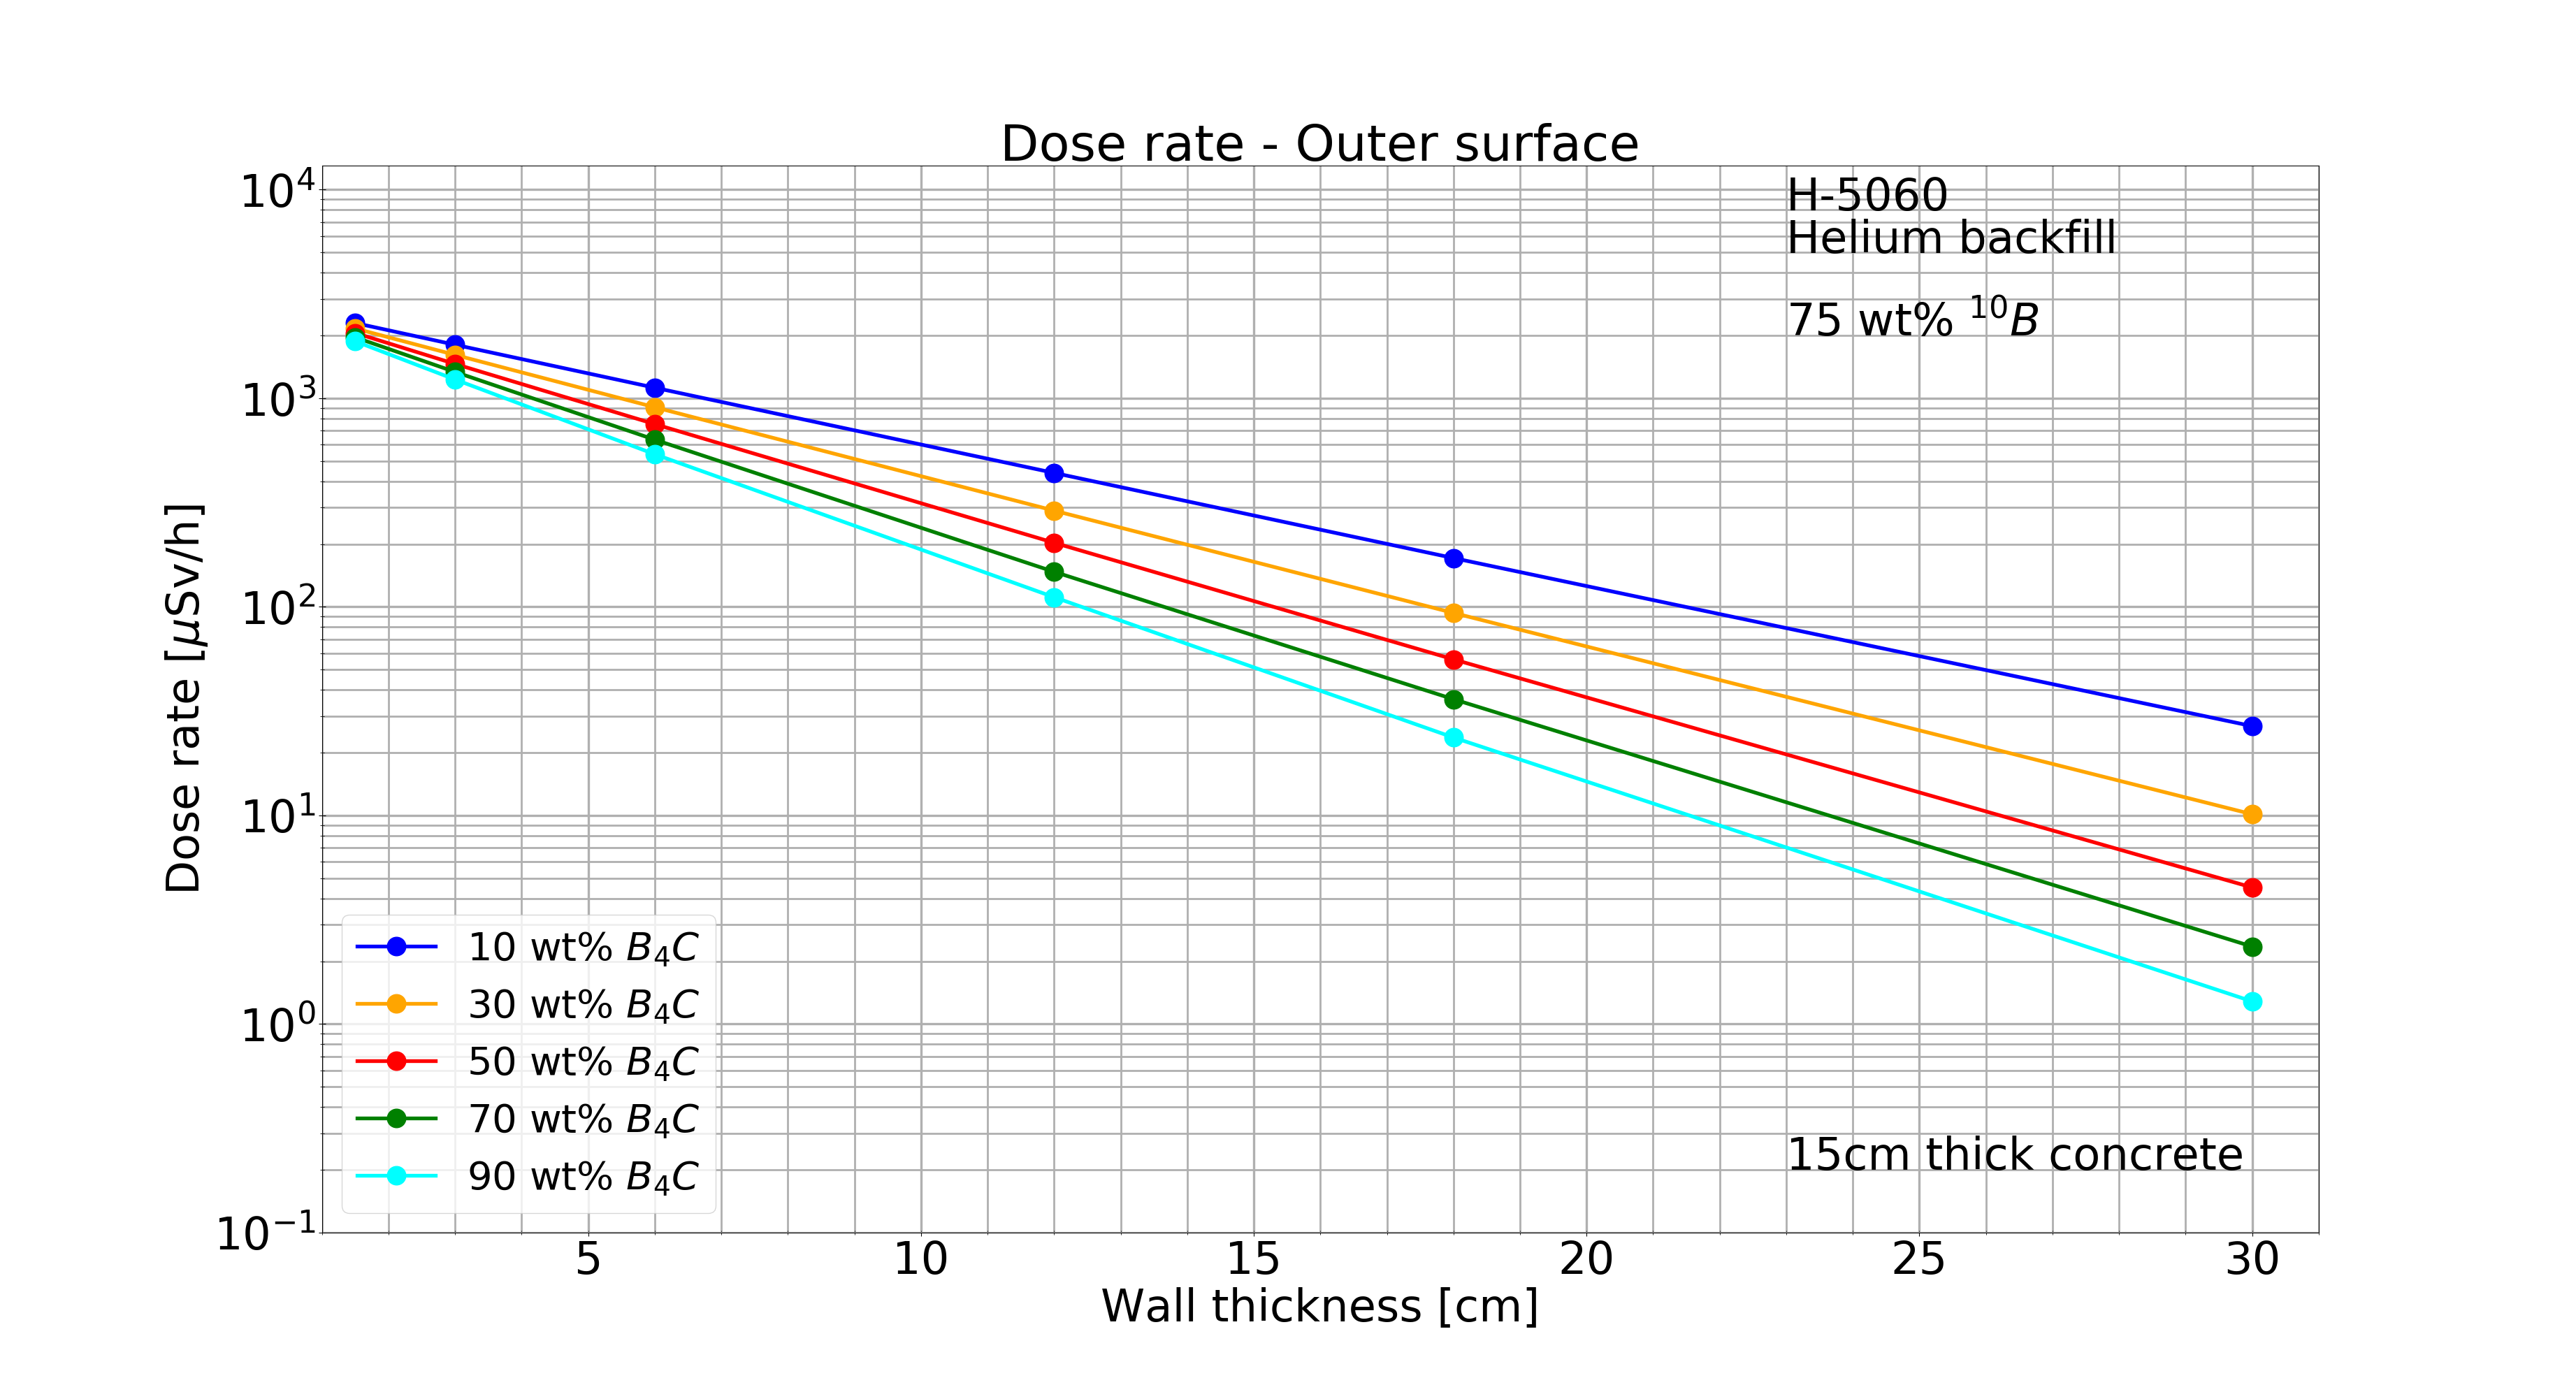 Dose rate - Outer surface
H-5060
Helium backfill
75 wt% ¹⁰B
15cm thick concrete
Dose rate [μSv/h]
10⁴
10³
10²
10¹
10⁰
10⁻¹
10 wt% B₄C
30 wt% B₄C
50 wt% B₄C
70 wt% B₄C
90 wt% B₄C
5 10 15 20 25 30
Wall thickness [cm]